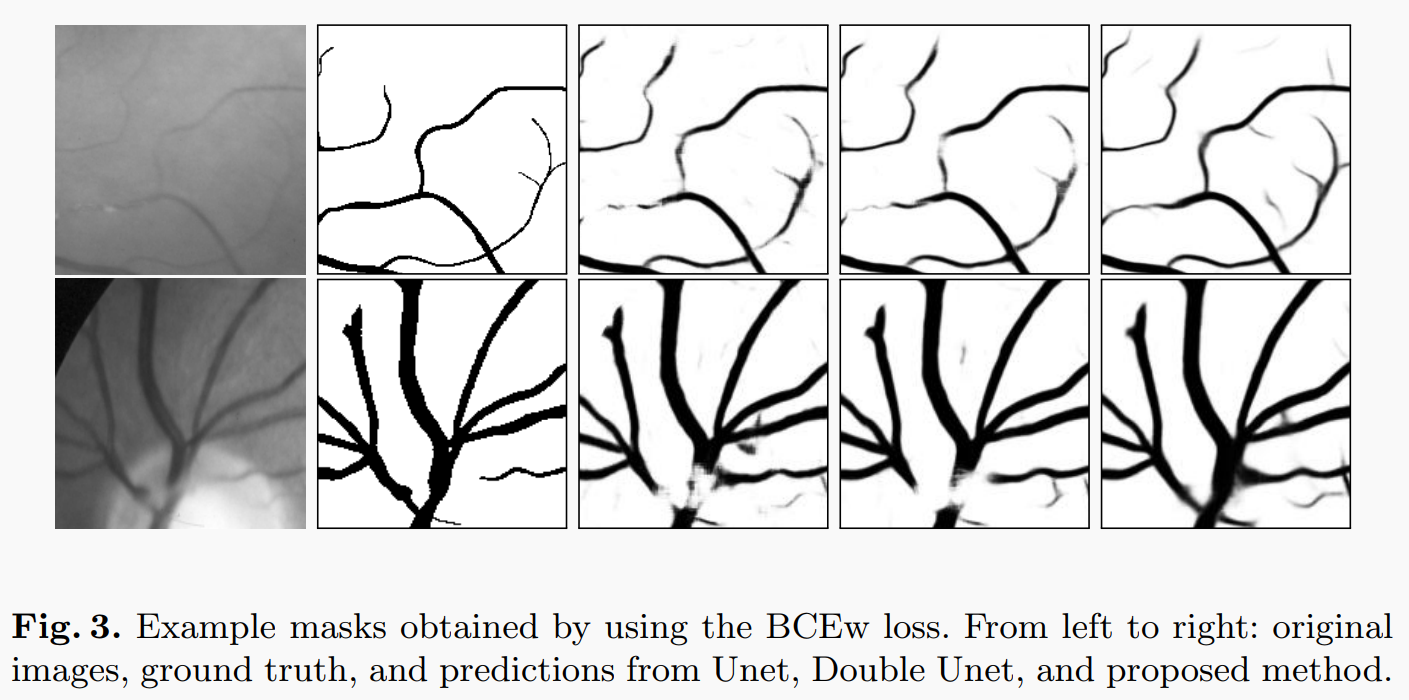 Fig. 3. Example masks obtained by using the BCEw loss. From left to right: original
images, ground truth, and predictions from Unet, Double Unet, and proposed method.